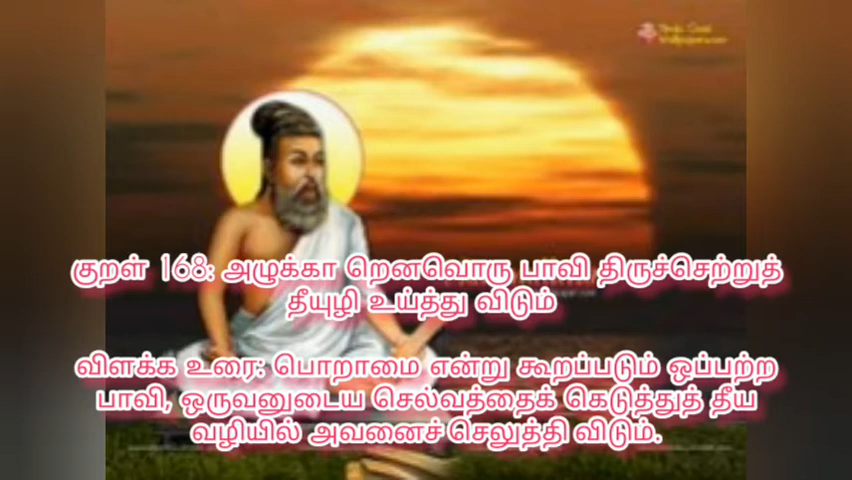 குறள் 168: அழுக்கா றெனவொரு பாவி திருச்செற்றுத்
தீயுழி உய்த்து விடும்
விளக்க உரை: பொறாமை என்று கூறப்படும் ஒப்பற்ற
பாவி, ஒருவனுடைய செல்வத்தைக் கெடுத்துத் தீய
வழியில் அவனைச் செலுத்தி விடும்.